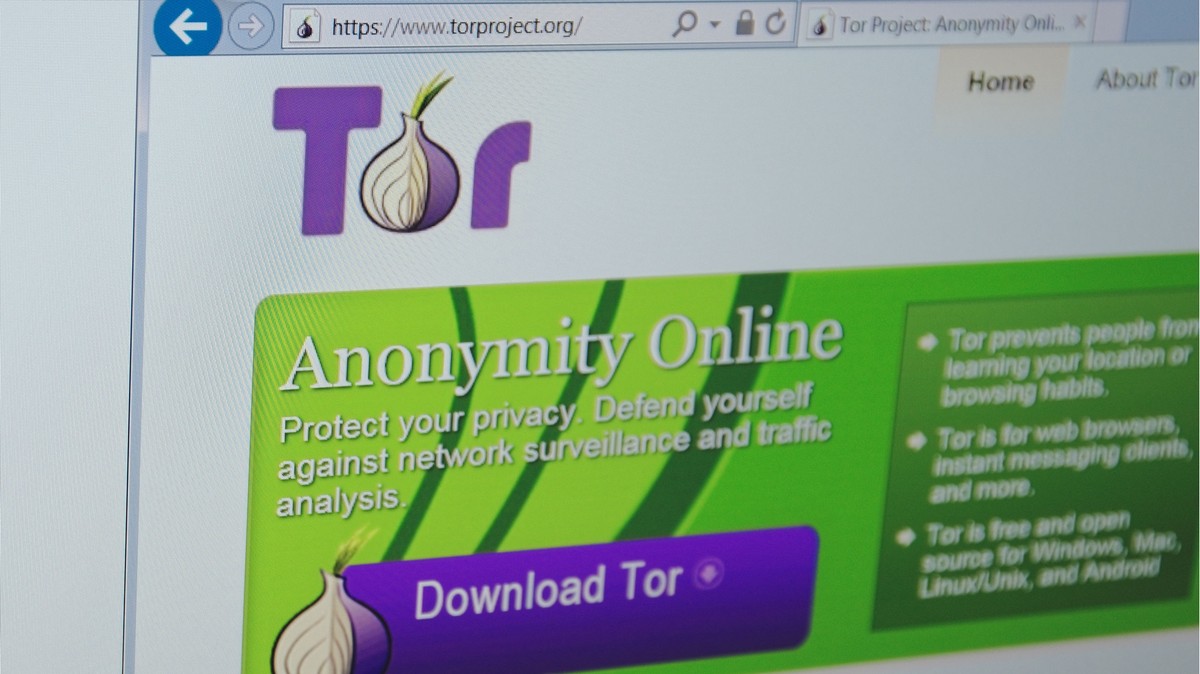 https://www.torproject.org/
Tor Project: Anonymity Onli...
Tor
Home
About Tor
Anonymity Online
Protect your privacy. Defend yourself
against network surveillance and traffic
analysis.
Download Tor
Tor prevents people from
learning your location or
browsing habits.
Tor is for web browsers,
instant messaging clients,
and more.
Tor is free and open
source for Windows, Mac,
Linux/Unix, and Android